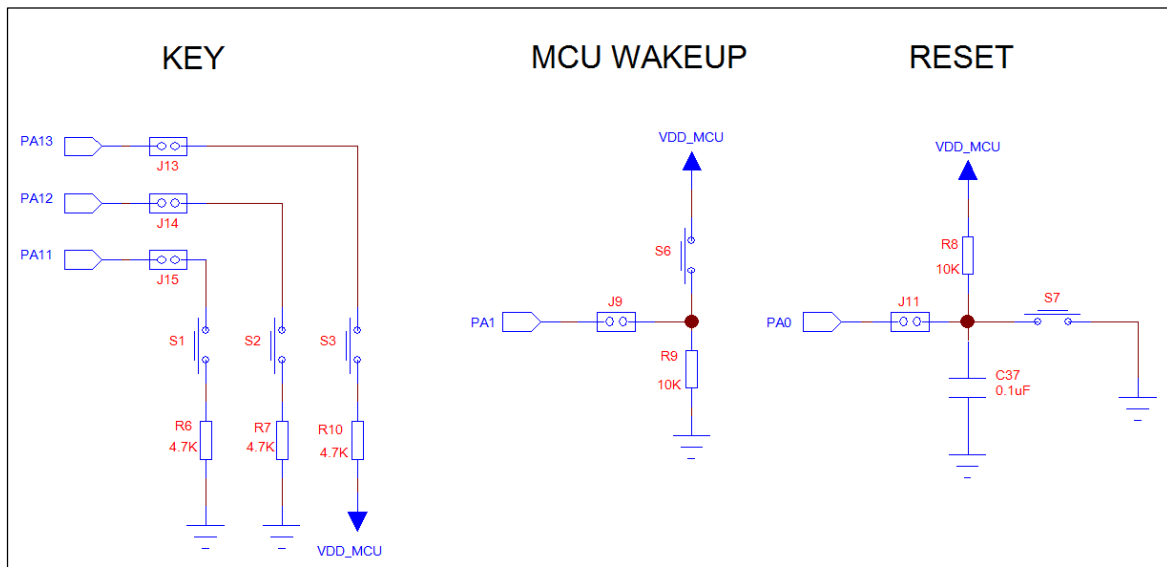 KEY
MCU WAKEUP
RESET
PA13
J13
PA12
J14
PA11
J15
S1
S2
S3
R6
4.7K
R7
4.7K
R10
4.7K
VDD_MCU
VDD_MCU
S6
PA1
J9
R9
10K
VDD_MCU
R8
10K
PA0
J11
S7
C37
0.1uF